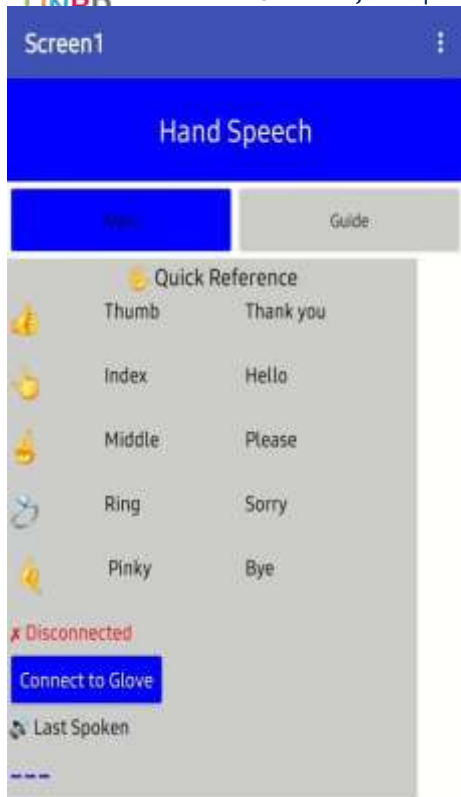 Screen1
Hand Speech
Guide
Quick Reference
Thumb Thank you
Index Hello
Middle Please
Ring Sorry
Pinky Bye
✗ Disconnected
Connect to Glove
Last Spoken
---